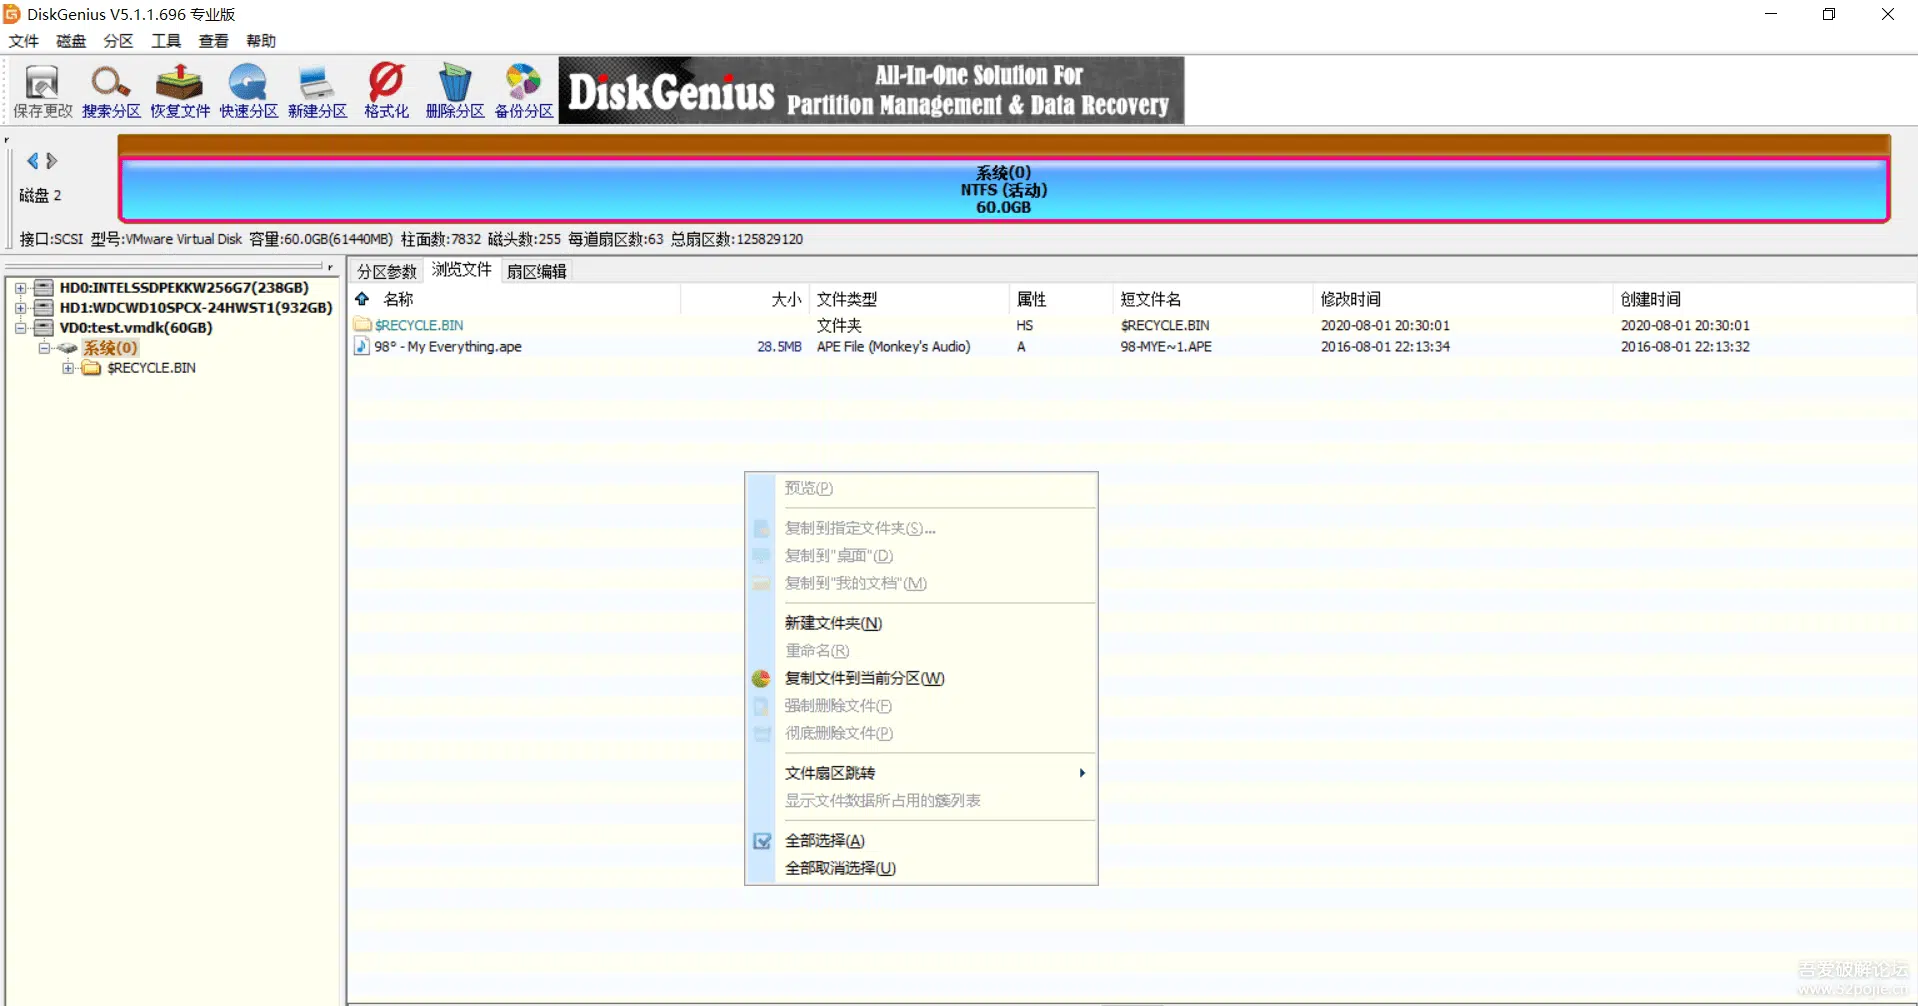 DiskGenius V5.1.1.696 专业版
文件 磁盘 分区 工具 查看 帮助
保存更改 搜索分区 恢复文件 快速分区 新建分区 格式化 删除分区 备份分区
DiskGenius
All-In-One Solution For
Partition Management & Data Recovery
磁盘 2
系统(0)
NTFS (活动)
60.0GB
接口:SCSI 型号:VMware Virtual Disk 容量:60.0GB(61440MB) 柱面数:7832 磁头数:255 每道扇区数:63 总扇区数:125829120
HD0:INTELSSDPEKKW256G7(238GB)
HD1:WDCWD10SPCX-24HWST1(932GB)
VD0:test.vmdk(60GB)
系统(0)
$RECYCLE.BIN
分区参数 浏览文件 扇区编辑
名称 大小 文件类型 属性 短文件名 修改时间 创建时间
$RECYCLE.BIN 文件夹 HS $RECYCLE.BIN 2020-08-01 20:30:01 2020-08-01 20:30:01
98° - My Everything.ape 28.5MB APE File (Monkey's Audio) A 98-MYE~1.APE 2016-08-01 22:13:34 2016-08-01 22:13:32
预览(P)
复制到指定文件夹(S)...
复制到"桌面"(D)
复制到"我的文档"(M)
新建文件夹(N)
重命名(R)
复制文件到当前分区(W)
强制删除文件(F)
彻底删除文件(P)
文件扇区跳转
显示文件数据所占用的簇列表
全部选择(A)
全部取消选择(U)
吾爱破解论坛
www.52pojie.cn